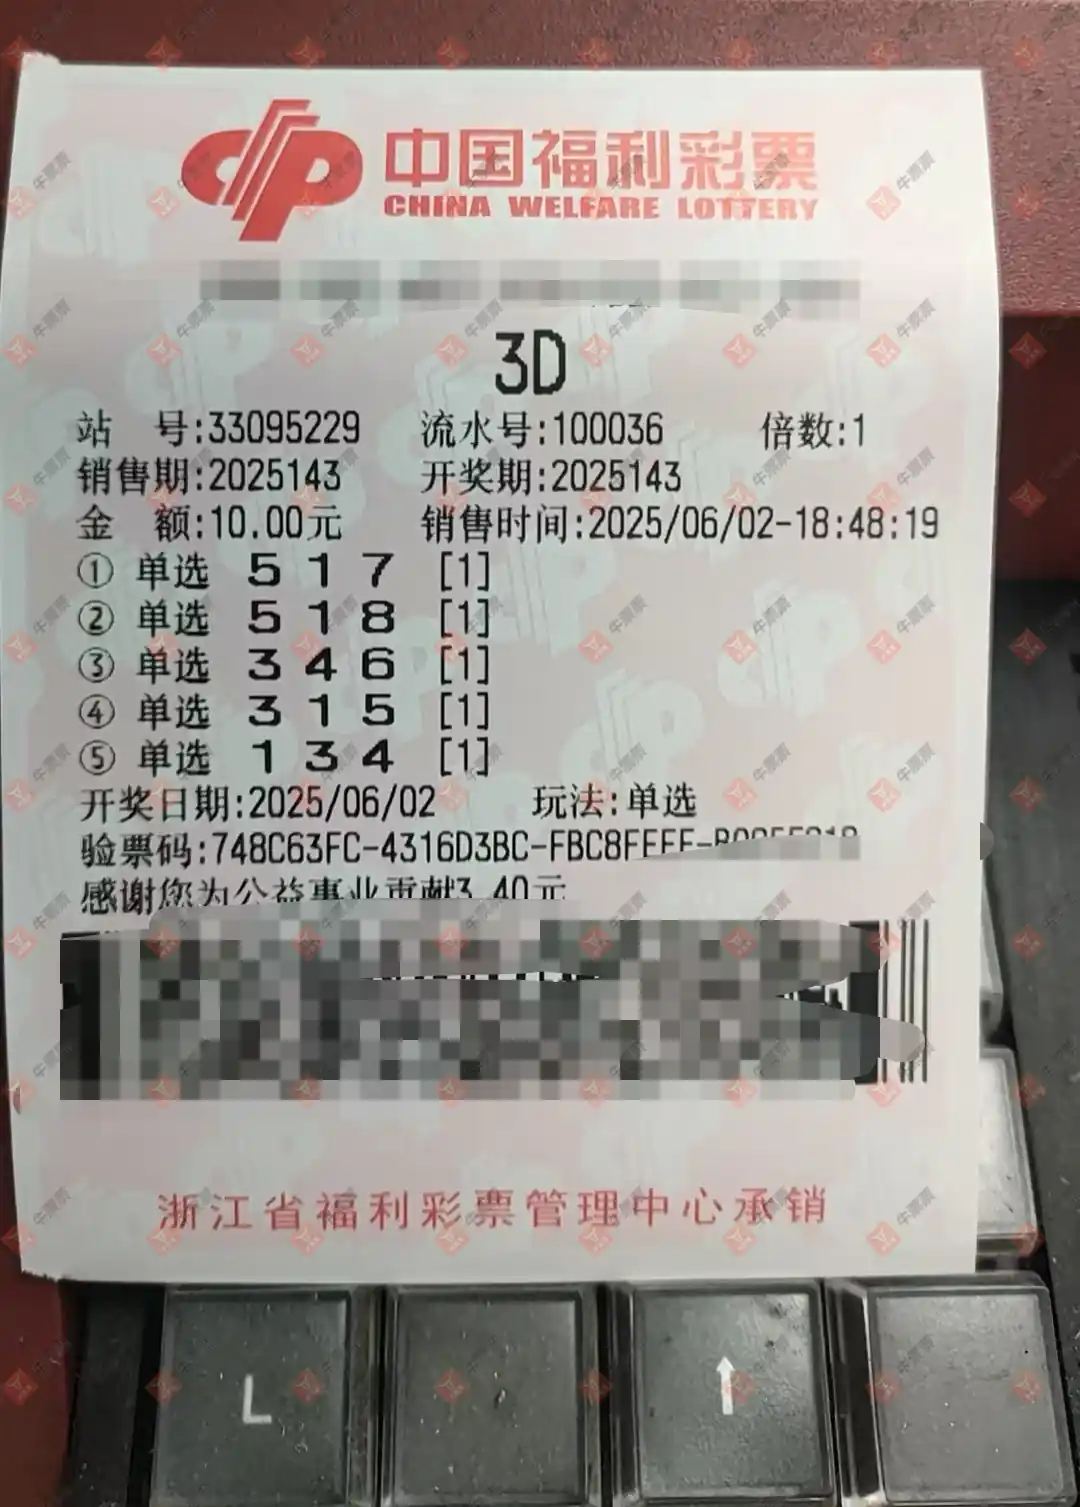 中国福利彩票
CHINA WELFARE LOTTERY
3D
站 号:33095229 流水号:100036 倍数:1
销售期:2025143 开奖期:2025143
金 额:10.00元 销售时间:2025/06/02-18:48:19
① 单选 5 1 7 [1]
② 单选 5 1 8 [1]
③ 单选 3 4 6 [1]
④ 单选 3 1 5 [1]
⑤ 单选 1 3 4 [1]
开奖日期:2025/06/02 玩法:单选
验票码:748C63FC-4316D3BC-FBC8FEFF-
感谢您为公益事业贡献3.40元
浙江省福利彩票管理中心承销
L
↑
牛票票